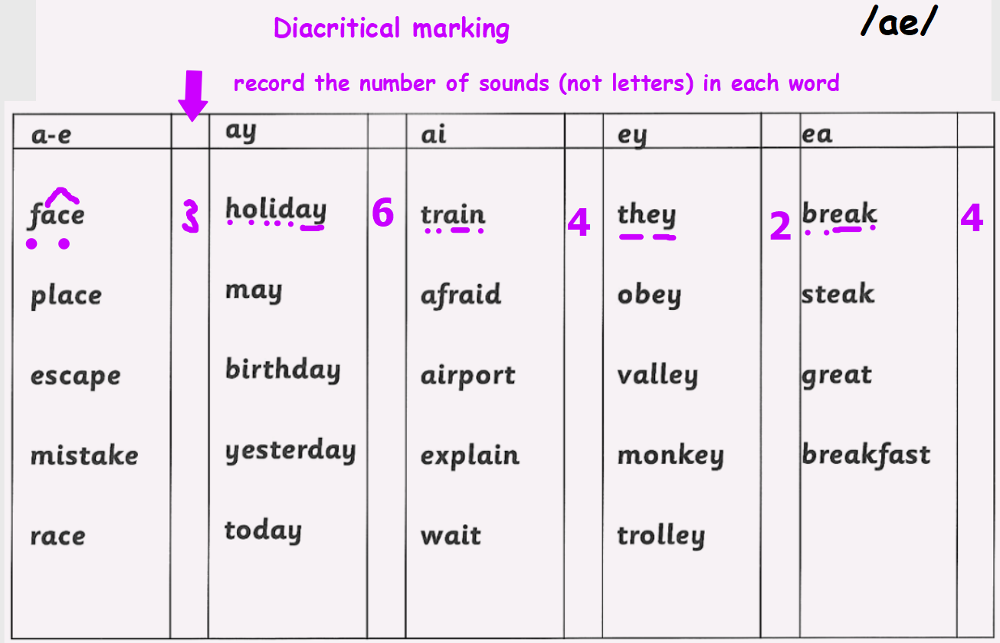 Diacritical marking /ae/
record the number of sounds (not letters) in each word
a-e ay ai ey ea
face 3 holiday 6 train 4 they 2 break 4
place may afraid obey steak
escape birthday airport valley great
mistake yesterday explain monkey breakfast
race today wait trolley